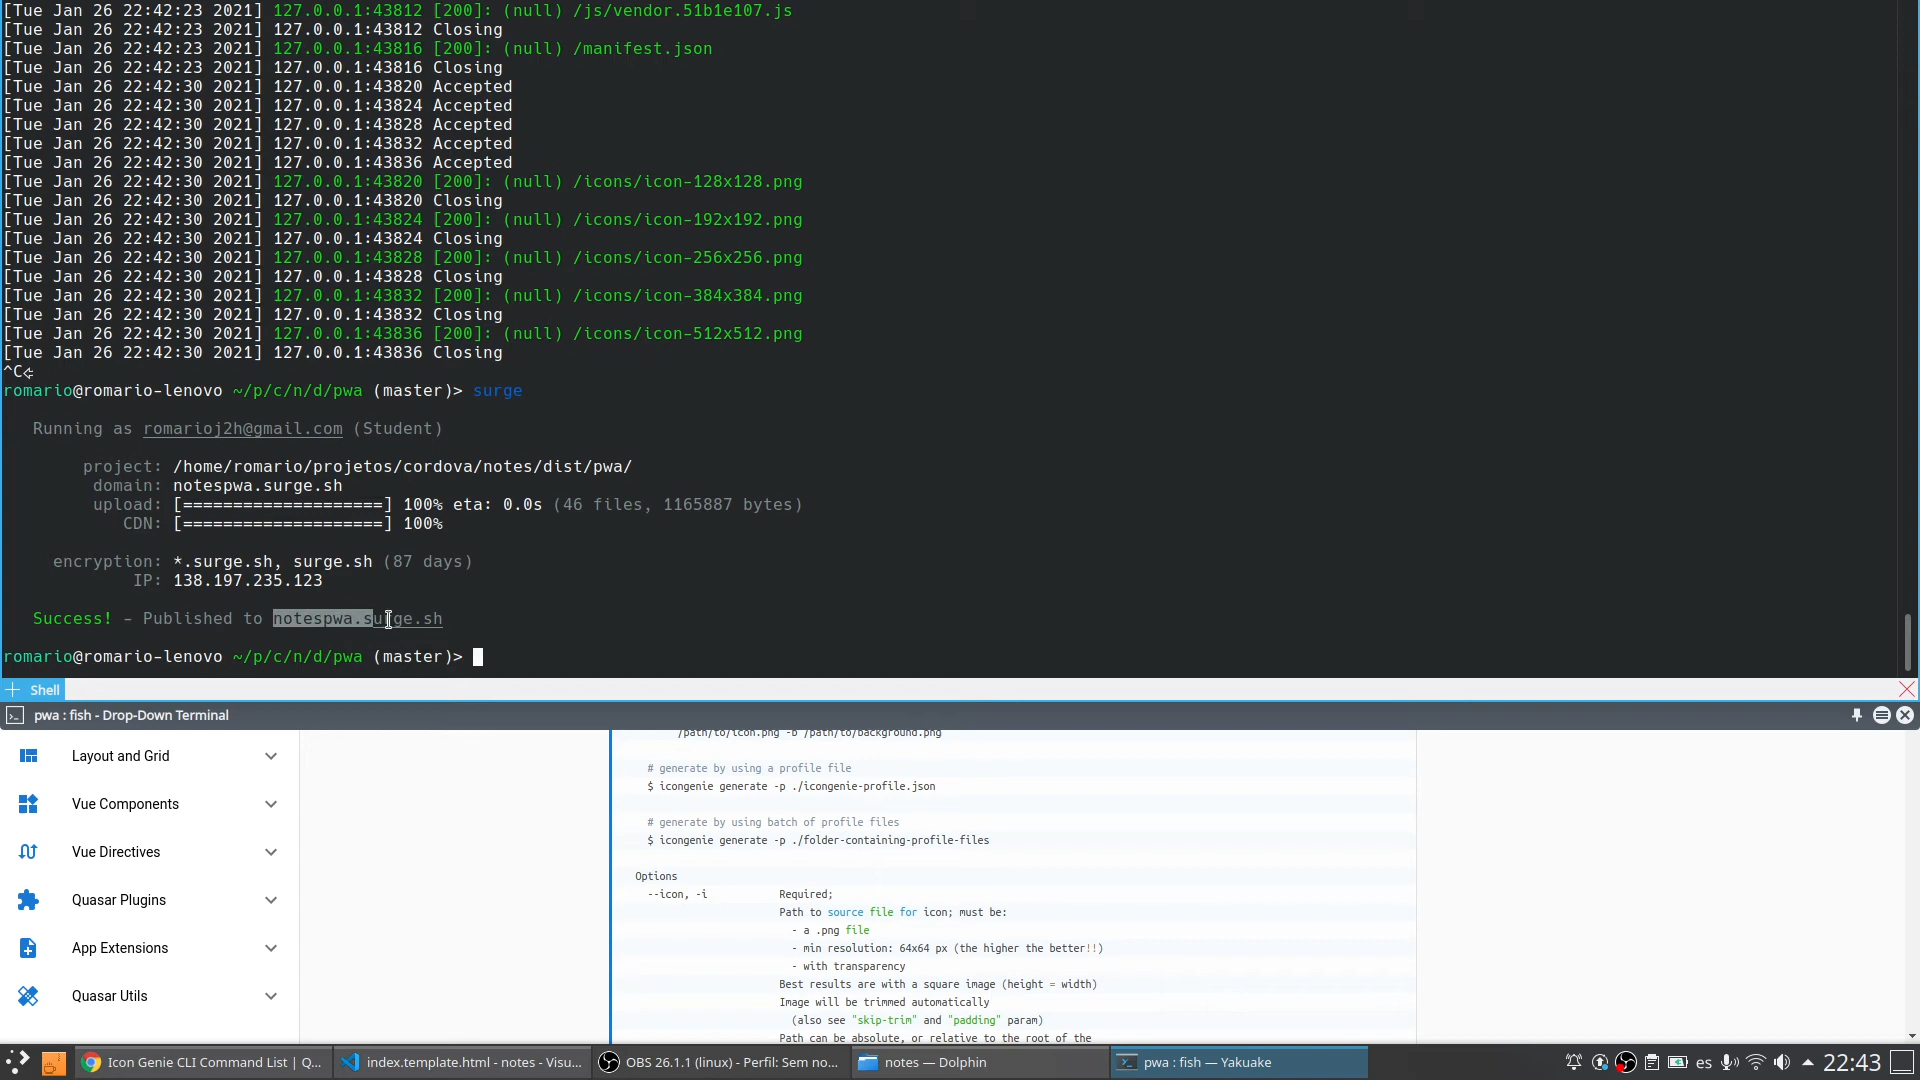 [Tue Jan 26 22:42:23 2021] 127.0.0.1:43812 [200]: (null) /js/vendor.51b1e107.js
[Tue Jan 26 22:42:23 2021] 127.0.0.1:43812 Closing
[Tue Jan 26 22:42:23 2021] 127.0.0.1:43816 [200]: (null) /manifest.json
[Tue Jan 26 22:42:23 2021] 127.0.0.1:43816 Closing
[Tue Jan 26 22:42:30 2021] 127.0.0.1:43820 Accepted
[Tue Jan 26 22:42:30 2021] 127.0.0.1:43824 Accepted
[Tue Jan 26 22:42:30 2021] 127.0.0.1:43828 Accepted
[Tue Jan 26 22:42:30 2021] 127.0.0.1:43832 Accepted
[Tue Jan 26 22:42:30 2021] 127.0.0.1:43836 Accepted
[Tue Jan 26 22:42:30 2021] 127.0.0.1:43820 [200]: (null) /icons/icon-128x128.png
[Tue Jan 26 22:42:30 2021] 127.0.0.1:43820 Closing
[Tue Jan 26 22:42:30 2021] 127.0.0.1:43824 [200]: (null) /icons/icon-192x192.png
[Tue Jan 26 22:42:30 2021] 127.0.0.1:43824 Closing
[Tue Jan 26 22:42:30 2021] 127.0.0.1:43828 [200]: (null) /icons/icon-256x256.png
[Tue Jan 26 22:42:30 2021] 127.0.0.1:43828 Closing
[Tue Jan 26 22:42:30 2021] 127.0.0.1:43832 [200]: (null) /icons/icon-384x384.png
[Tue Jan 26 22:42:30 2021] 127.0.0.1:43832 Closing
[Tue Jan 26 22:42:30 2021] 127.0.0.1:43836 [200]: (null) /icons/icon-512x512.png
[Tue Jan 26 22:42:30 2021] 127.0.0.1:43836 Closing
^C
romario@romario-lenovo ~/p/c/n/d/pwa (master)> surge
Running as romarioj2h@gmail.com (Student)
project: /home/romario/projetos/cordova/notes/dist/pwa/
domain: notespwa.surge.sh
upload: [====================] 100% eta: 0.0s (46 files, 1165887 bytes)
CDN: [====================] 100%
encryption: *.surge.sh, surge.sh (87 days)
IP: 138.197.235.123
Success! - Published to notespwa.surge.sh
romario@romario-lenovo ~/p/c/n/d/pwa (master)>
Shell
pwa : fish - Drop-Down Terminal
Layout and Grid
Vue Components
Vue Directives
Quasar Plugins
App Extensions
Quasar Utils
/path/to/icon.png -b /path/to/background.png
# generate by using a profile file
$ icongenie generate -p ./icongenie-profile.json
# generate by using batch of profile files
$ icongenie generate -p ./folder-containing-profile-files
Options
--icon, -i Required;
Path to source file for icon; must be:
- a .png file
- min resolution: 64x64 px (the higher the better!!)
- with transparency
Best results are with a square image (height = width)
Image will be trimmed automatically
(also see "skip-trim" and "padding" param)
Path can be absolute, or relative to the root of the
Icon Genie CLI Command List | Q...
index.template.html - notes - Visu...
OBS 26.1.1 (linux) - Perfil: Sem no...
notes — Dolphin
pwa : fish — Yakuake
es
22:43